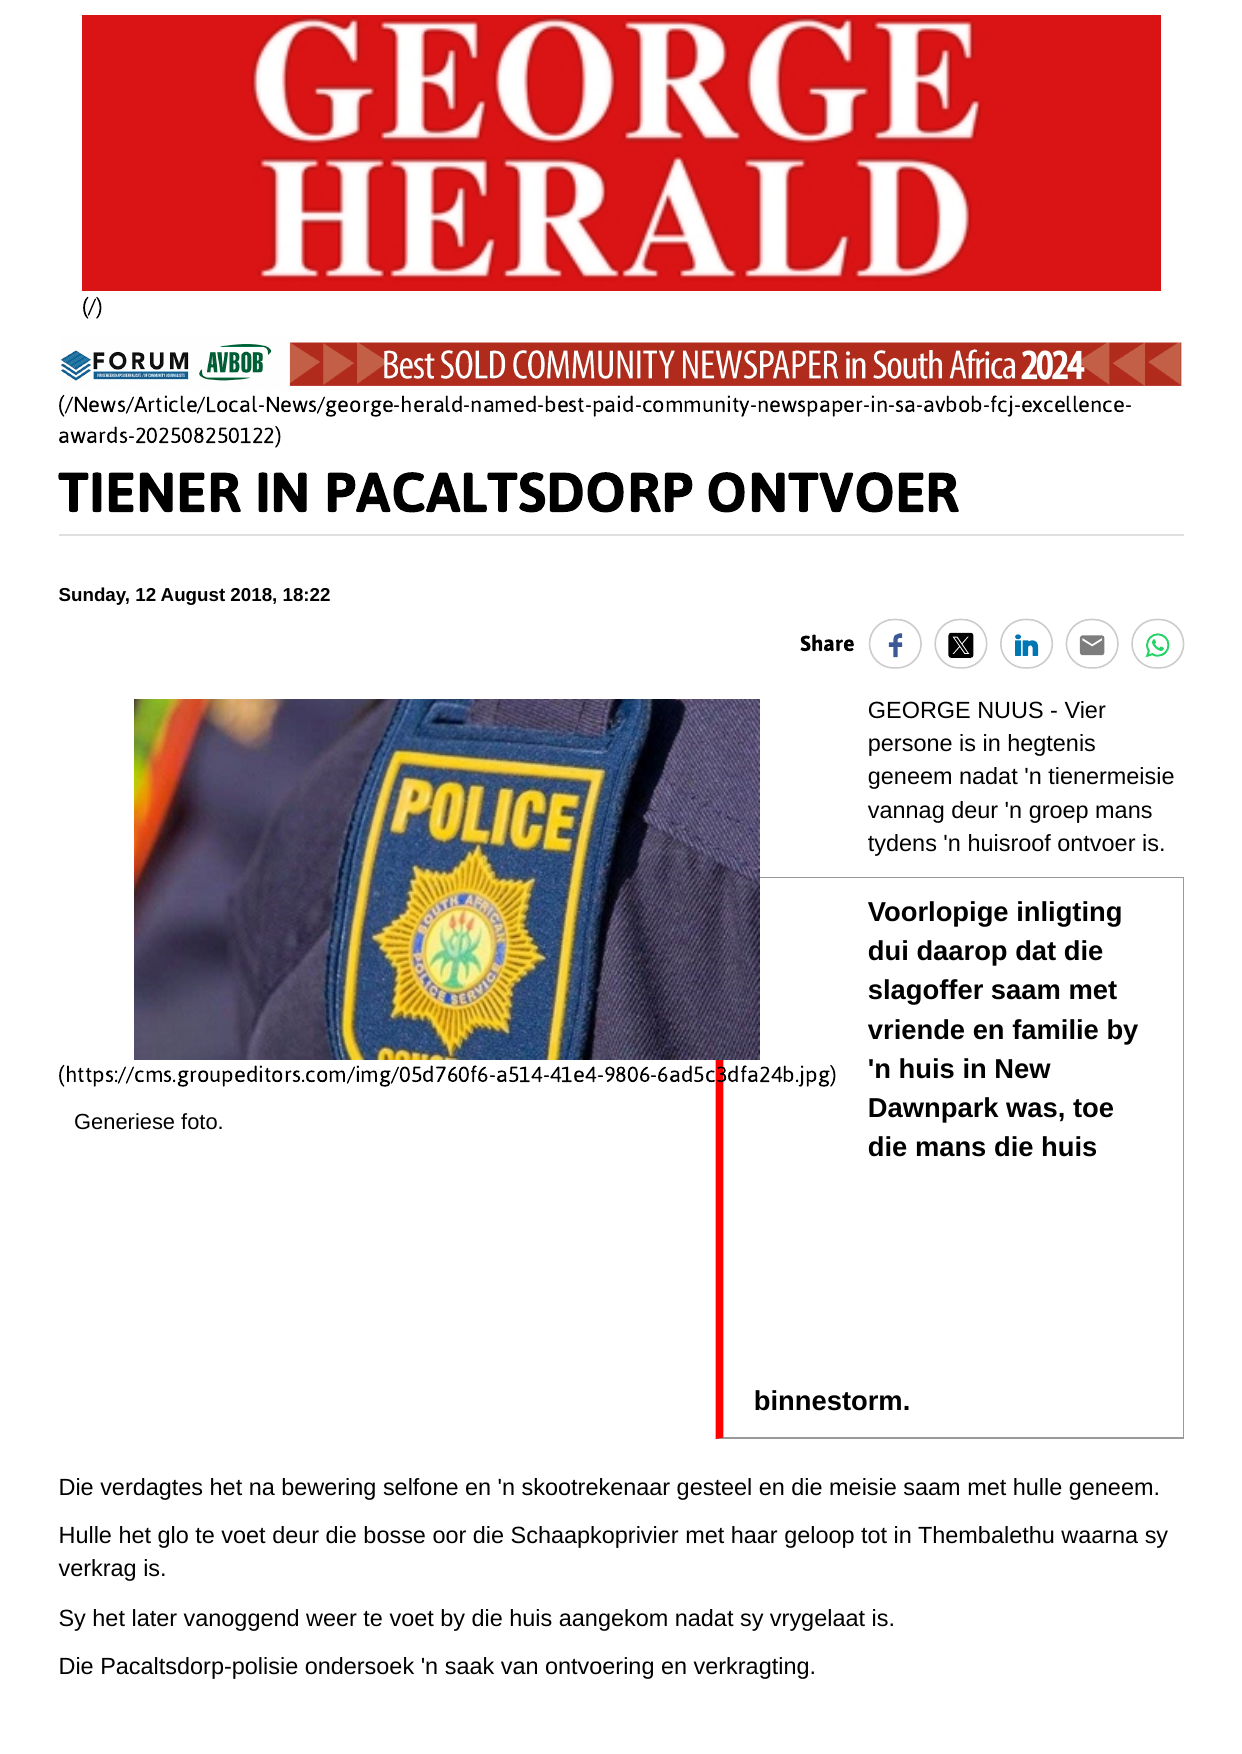 GEORGE
HERALD
(/)
FORUM AVBOB Best SOLD COMMUNITY NEWSPAPER in South Africa 2024
(/News/Article/Local-News/george-herald-named-best-paid-community-newspaper-in-sa-avbob-fcj-excellence-
awards-202508250122)
TIENER IN PACALTSDORP ONTVOER
Sunday, 12 August 2018, 18:22
Share
POLICE
SOUTH AFRICAN
POLICE SERVICE
(https://cms.groupeditors.com/img/05d760f6-a514-41e4-9806-6ad5c3dfa24b.jpg)
Generiese foto.
GEORGE NUUS - Vier
persone is in hegtenis
geneem nadat 'n tienermeisie
vannag deur 'n groep mans
tydens 'n huisroof ontvoer is.
Voorlopige inligting
dui daarop dat die
slagoffer saam met
vriende en familie by
'n huis in New
Dawnpark was, toe
die mans die huis
binnestorm.
Die verdagtes het na bewering selfone en 'n skootrekenaar gesteel en die meisie saam met hulle geneem.
Hulle het glo te voet deur die bosse oor die Schaapkoprivier met haar geloop tot in Thembalethu waarna sy
verkrag is.
Sy het later vanoggend weer te voet by die huis aangekom nadat sy vrygelaat is.
Die Pacaltsdorp-polisie ondersoek 'n saak van ontvoering en verkragting.